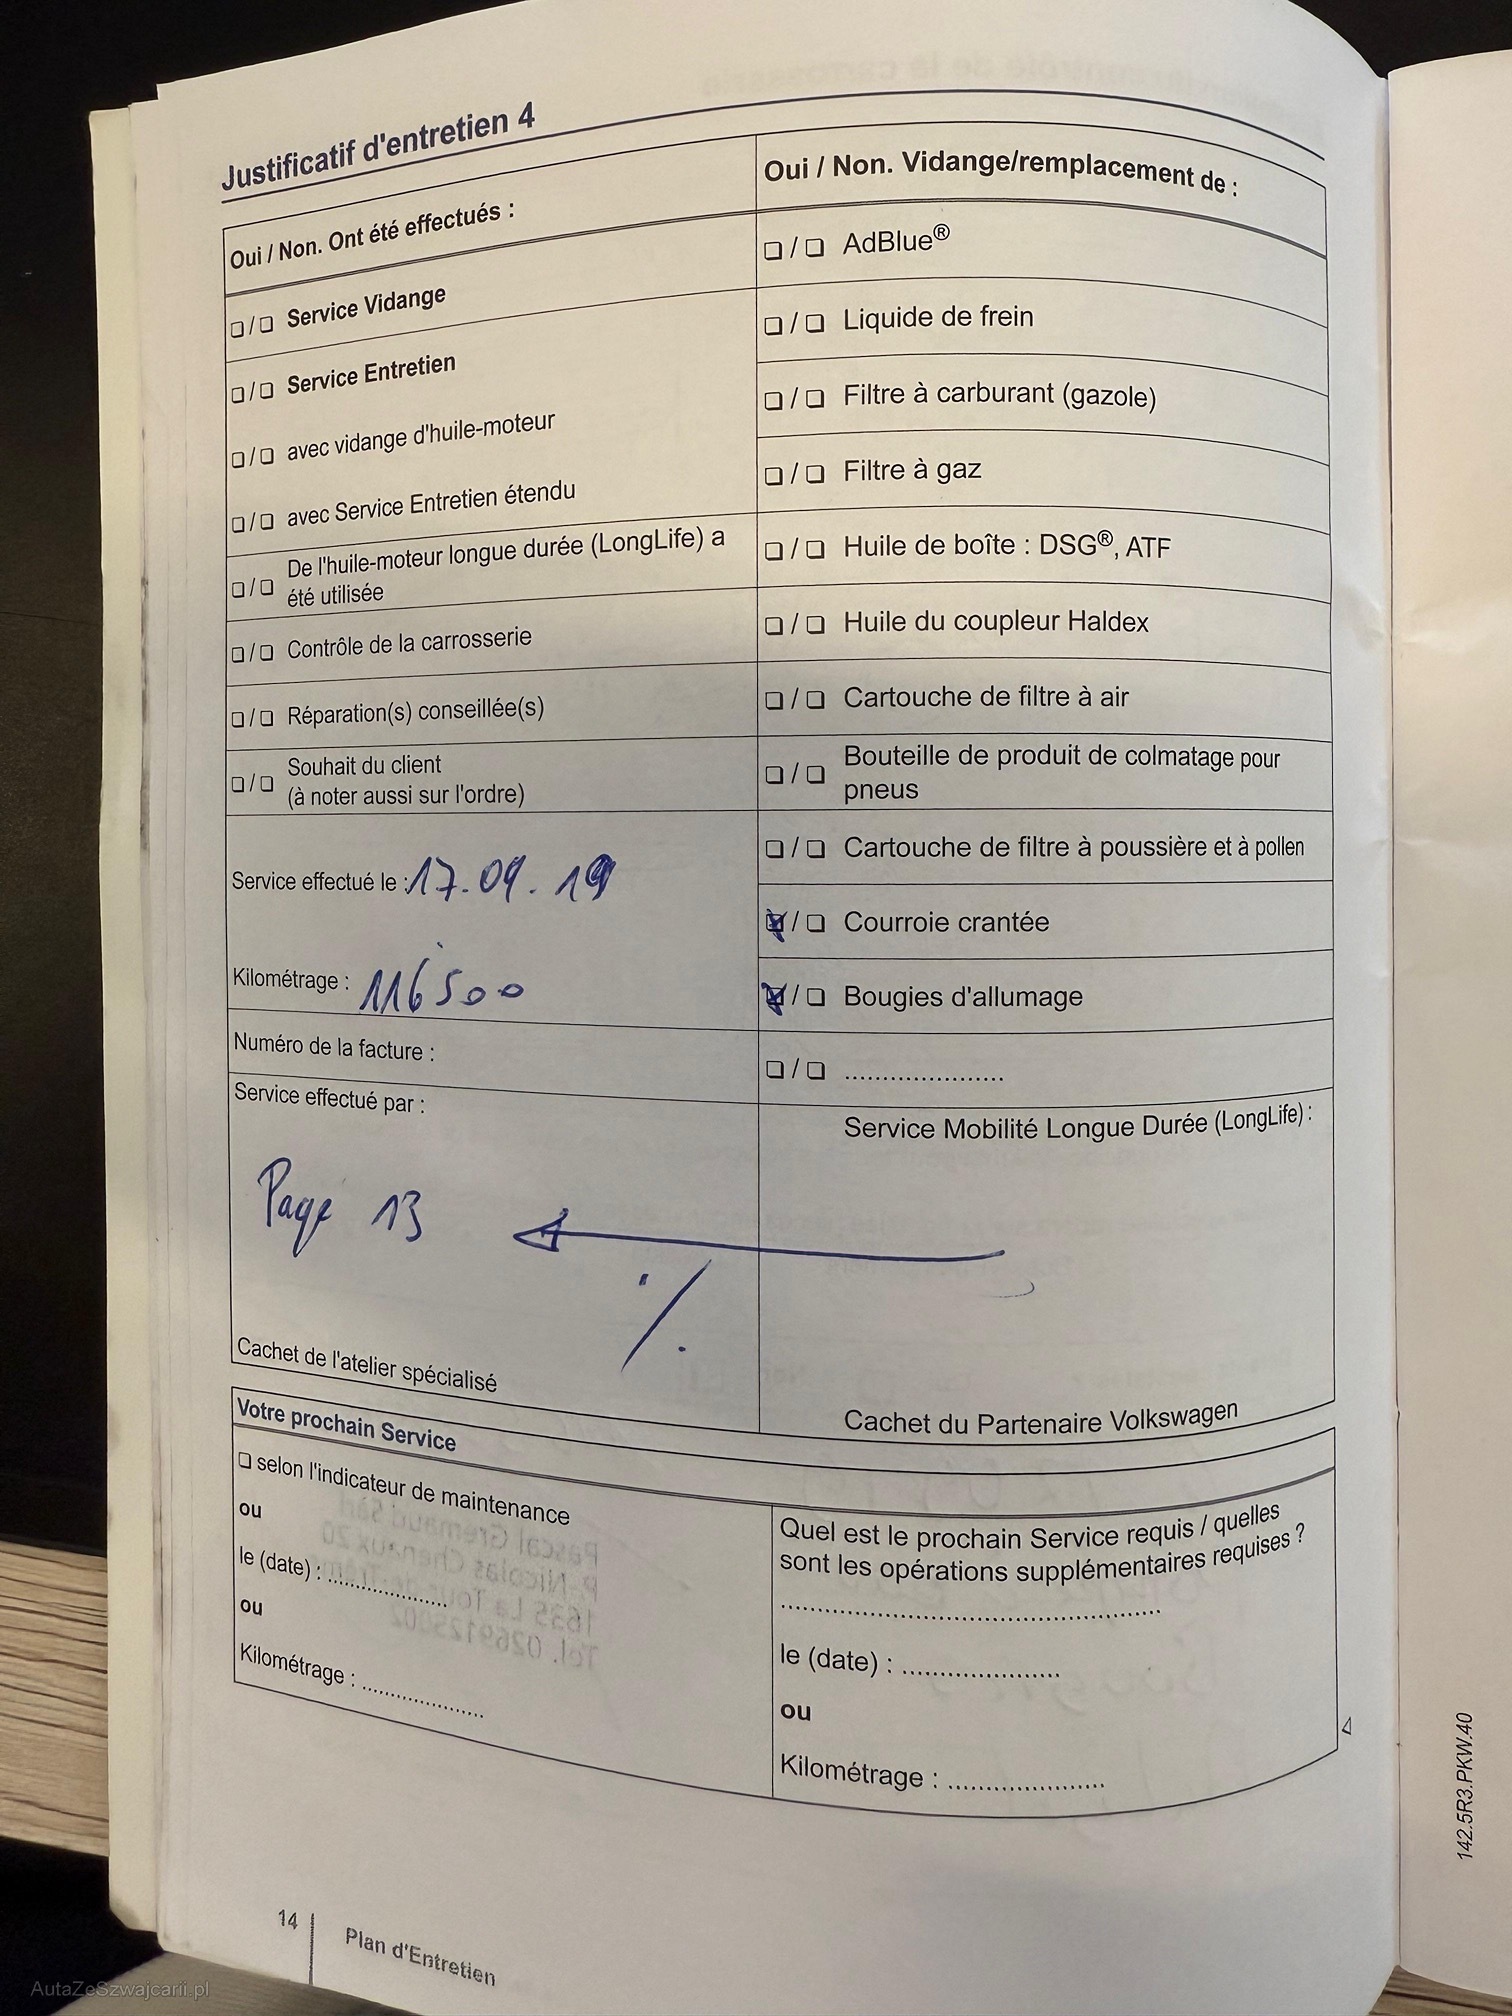 Justificatif d'entretien 4
Oui / Non. Ont été effectués :
❏ / ❏ Service Vidange
❏ / ❏ Service Entretien
❏ / ❏ avec vidange d'huile-moteur
❏ / ❏ avec Service Entretien étendu
❏ / ❏ De l'huile-moteur longue durée (LongLife) a
été utilisée
❏ / ❏ Contrôle de la carrosserie
❏ / ❏ Réparation(s) conseillée(s)
❏ / ❏ Souhait du client
(à noter aussi sur l'ordre)
Service effectué le : 17.09.19
Kilométrage : 116500
Numéro de la facture :
Service effectué par :
Page 13
Cachet de l'atelier spécialisé
Oui / Non. Vidange/remplacement de :
❏ / ❏ AdBlue®
❏ / ❏ Liquide de frein
❏ / ❏ Filtre à carburant (gazole)
❏ / ❏ Filtre à gaz
❏ / ❏ Huile de boîte : DSG®, ATF
❏ / ❏ Huile du coupleur Haldex
❏ / ❏ Cartouche de filtre à air
❏ / ❏ Bouteille de produit de colmatage pour
pneus
❏ / ❏ Cartouche de filtre à poussière et à pollen
☒ / ❏ Courroie crantée
☒ / ❏ Bougies d'allumage
❏ / ❏ .....................
Service Mobilité Longue Durée (LongLife) :
Cachet du Partenaire Volkswagen
Votre prochain Service
❏ selon l'indicateur de maintenance
ou
le (date) : ....................
ou
Kilométrage : ....................
Quel est le prochain Service requis / quelles
sont les opérations supplémentaires requises ?
..................................................
le (date) : ....................
ou
Kilométrage : ....................
14
Plan d'Entretien
142.5R3.PKW.40
AutaZeSzwajcarii.pl